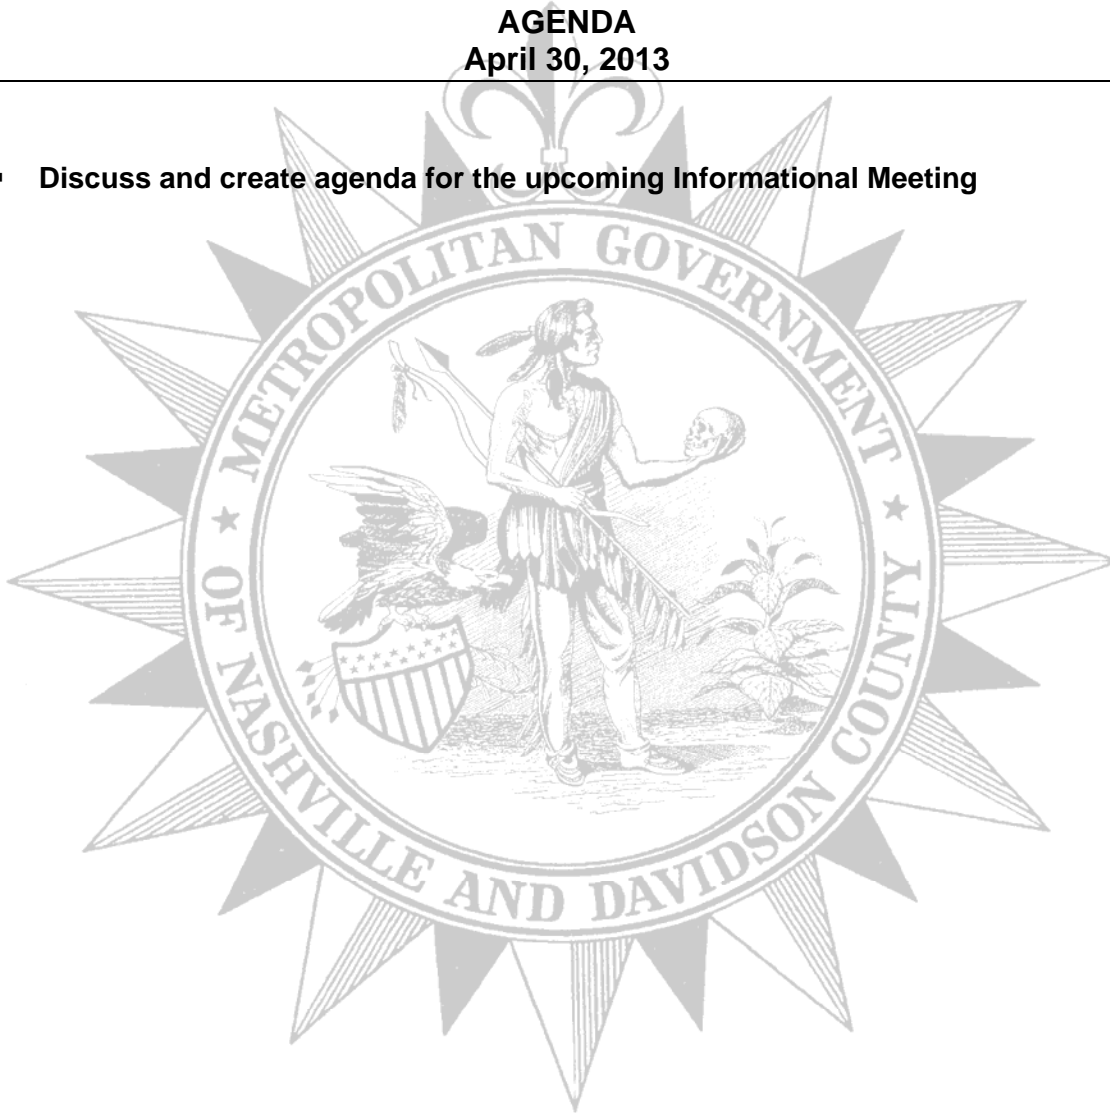 AGENDA
April 30, 2013
▪ Discuss and create agenda for the upcoming Informational Meeting
METROPOLITAN GOVERNMENT
★ OF NASHVILLE AND DAVIDSON COUNTY ★